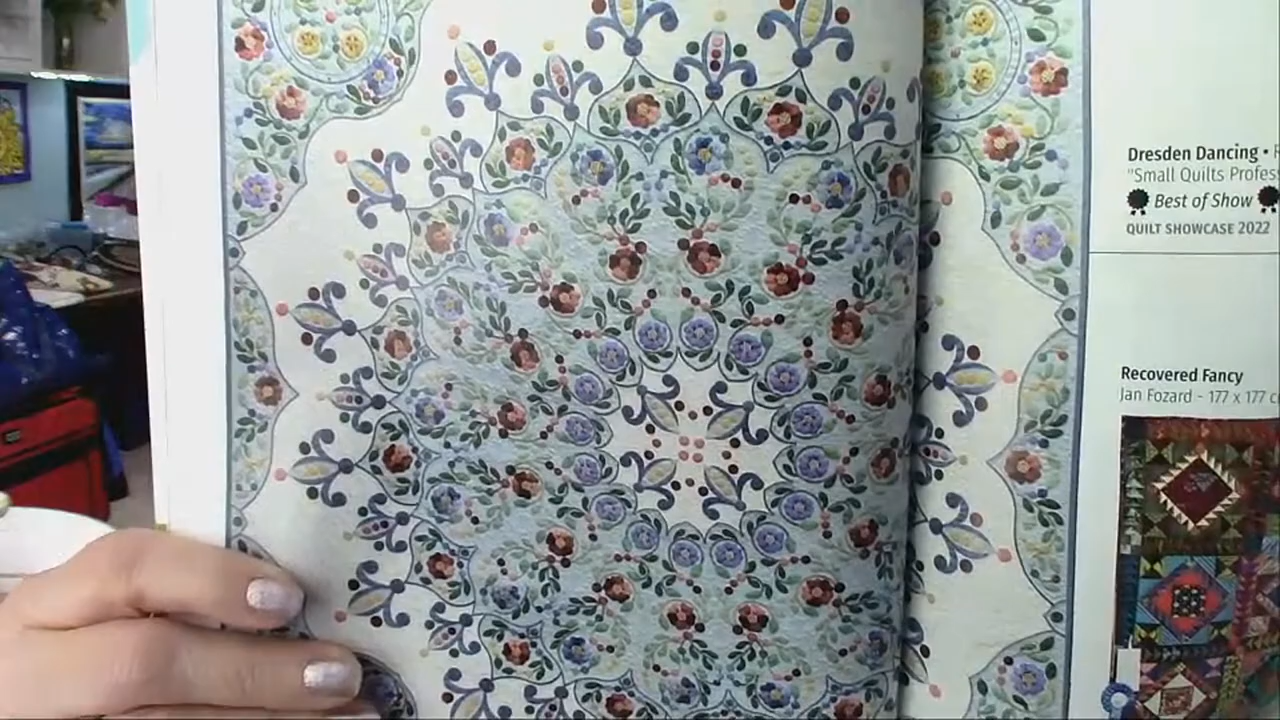 Dresden Dancing •
"Small Quilts
Best of Show
QUILT SHOWCASE 2022
Recovered Fancy
Jan Fozard - 177 x 177